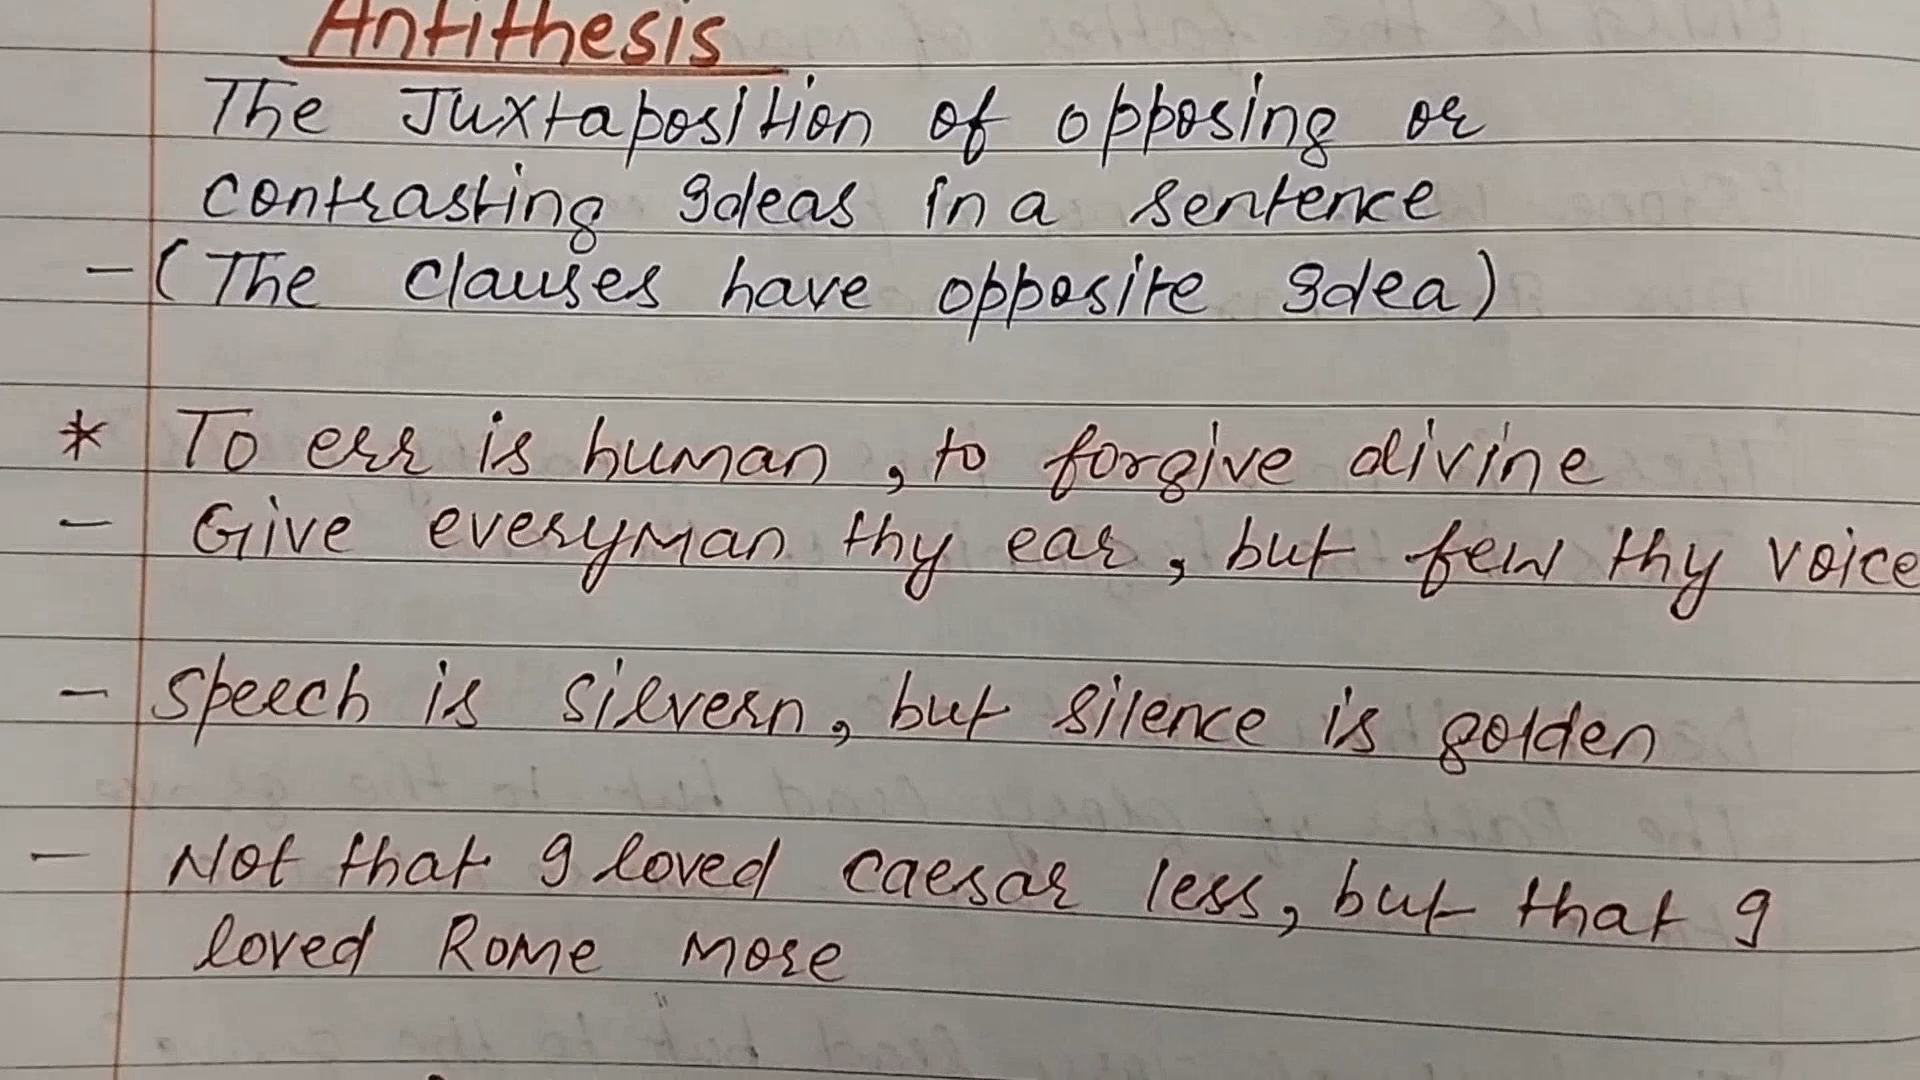 Antithesis
The Juxtaposition of opposing or
contrasting Ideas in a sentence
- (The clauses have opposite Idea)
* To err is human, to forgive divine
- Give everyman thy ear, but few thy voice
- Speech is silvern, but silence is golden
- Not that I loved caesar less, but that I
loved Rome more